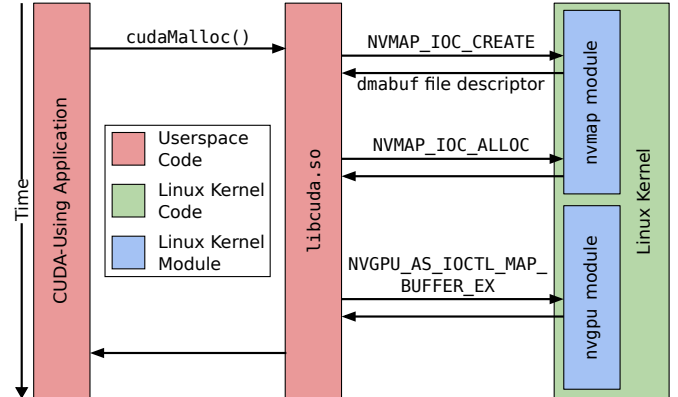 Time
CUDA-Using Application
cudaMalloc()
Userspace
Code
Linux Kernel
Code
Linux Kernel
Module
libcuda.so
NVMAP_IOC_CREATE
dmabuf file descriptor
NVMAP_IOC_ALLOC
NVGPU_AS_IOCTL_MAP_
BUFFER_EX
nvmap module
nvgpu module
Linux Kernel